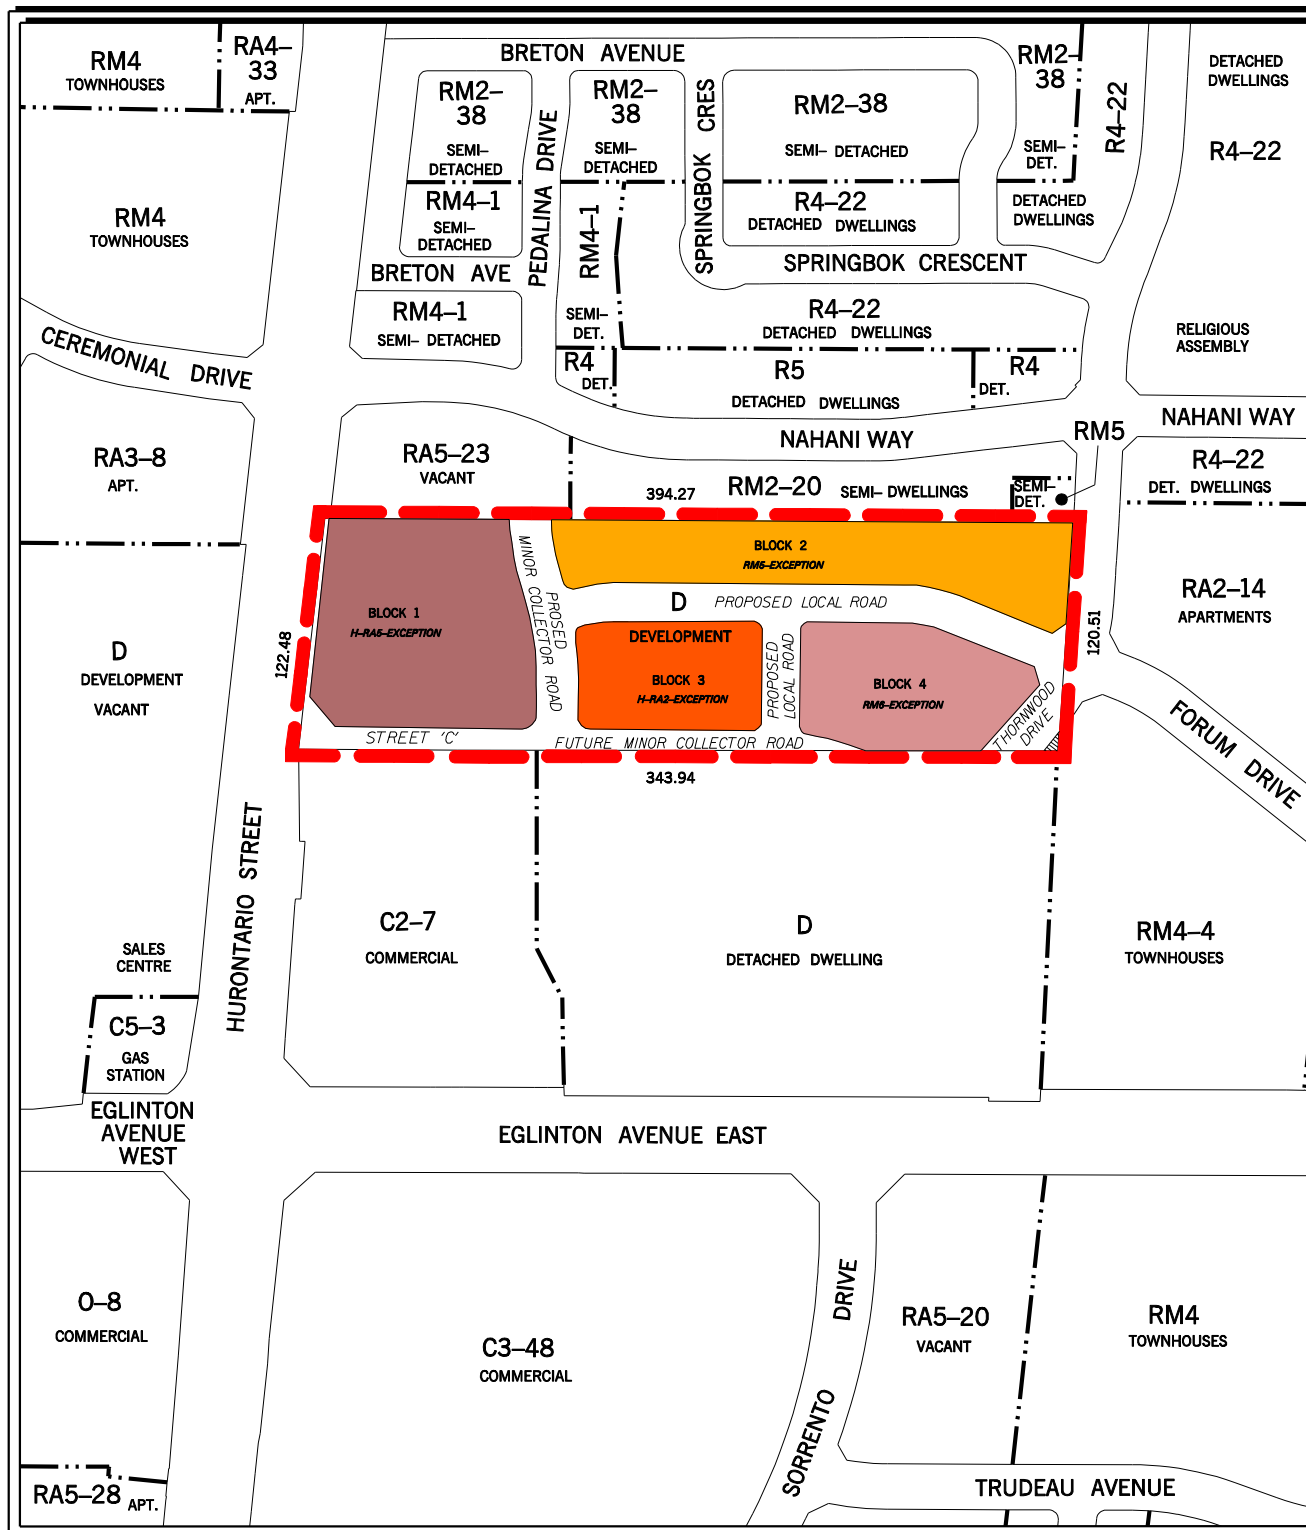 BRETON AVENUE
RM4
TOWNHOUSES
RA4–
33
APT.
RM2–
38
SEMI–
DETACHED
RM2–
38
SEMI–
DETACHED
RM2–38
SEMI– DETACHED
RM2–
38
SEMI–
DET.
R4–22
DETACHED
DWELLINGS
R4–22
PEDALINA DRIVE
SPRINGBOK CRES
RM4
TOWNHOUSES
RM4–1
SEMI–
DETACHED
RM4–1
SEMI–
DET.
R4–22
DETACHED DWELLINGS
DETACHED
DWELLINGS
BRETON AVE
SPRINGBOK CRESCENT
RM4–1
SEMI– DETACHED
R4–22
DETACHED DWELLINGS
RELIGIOUS
ASSEMBLY
CEREMONIAL DRIVE
R4
DET.
R5
DETACHED DWELLINGS
R4
DET.
NAHANI WAY
NAHANI WAY
RM5
RA3–8
APT.
RA5–23
VACANT
RM2–20
SEMI– DWELLINGS
SEMI–
DET.
R4–22
DET. DWELLINGS
394.27
BLOCK 2
RM5–EXCEPTION
MINOR COLLECTOR ROAD
PROSED
BLOCK 1
H–RA5–EXCEPTION
D
PROPOSED LOCAL ROAD
DEVELOPMENT
BLOCK 3
H–RA2–EXCEPTION
PROPOSED
LOCAL ROAD
BLOCK 4
RM6–EXCEPTION
THORNWOOD
DRIVE
122.48
120.51
RA2–14
APARTMENTS
D
DEVELOPMENT
VACANT
STREET 'C'
FUTURE MINOR COLLECTOR ROAD
343.94
FORUM DRIVE
HURONTARIO STREET
C2–7
COMMERCIAL
D
DETACHED DWELLING
RM4–4
TOWNHOUSES
SALES
CENTRE
C5–3
GAS
STATION
EGLINTON
AVENUE
WEST
EGLINTON AVENUE EAST
O–8
COMMERCIAL
C3–48
COMMERCIAL
SORRENTO DRIVE
RA5–20
VACANT
RM4
TOWNHOUSES
RA5–28
APT.
TRUDEAU AVENUE